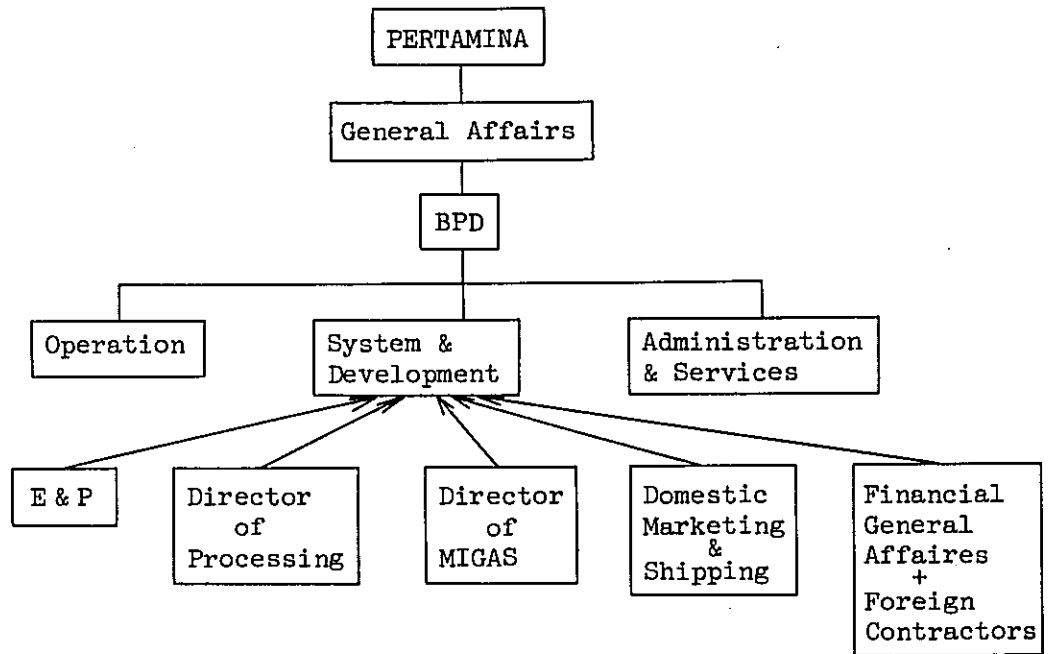 PERTAMINA
General Affairs
BPD
Operation
System &
Development
Administration
& Services
E & P
Director
of
Processing
Director
of
MIGAS
Domestic
Marketing
&
Shipping
Financial
General
Affaires
+
Foreign
Contractors